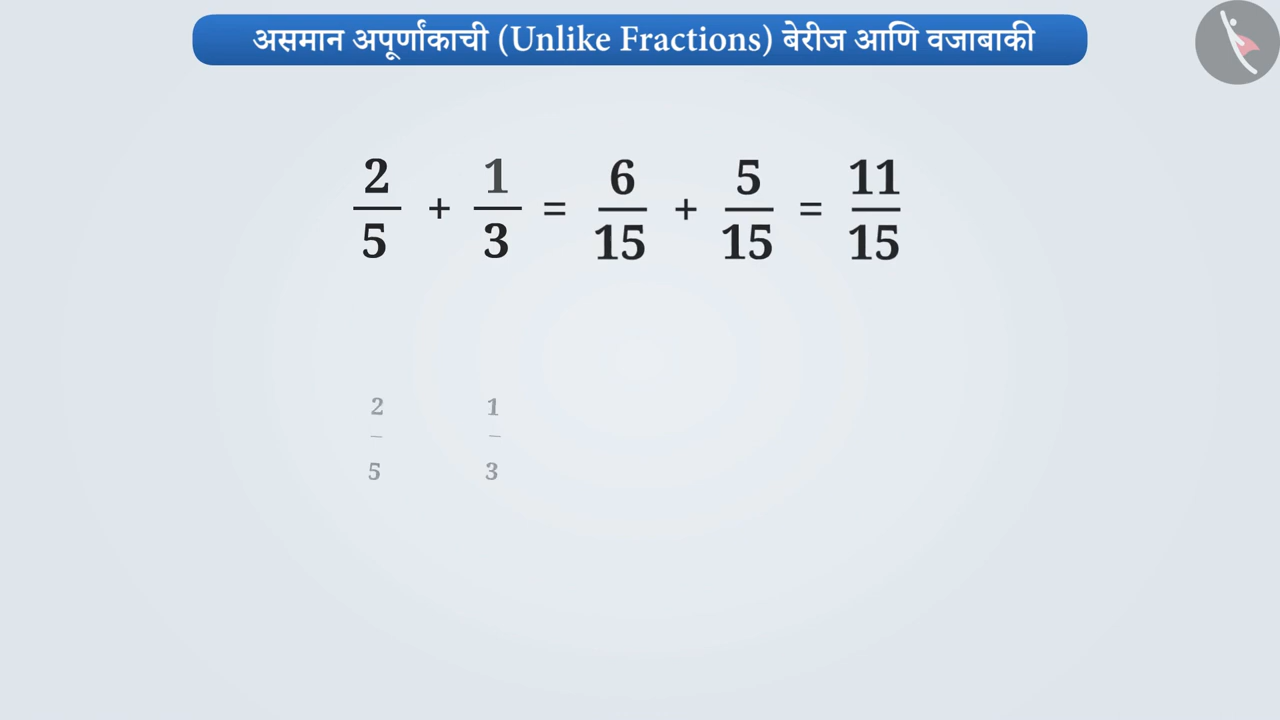 असमान अपूर्णांकाची (Unlike Fractions) बेरीज आणि वजाबाकी
2/5 + 1/3 = 6/15 + 5/15 = 11/15
2/5 1/3